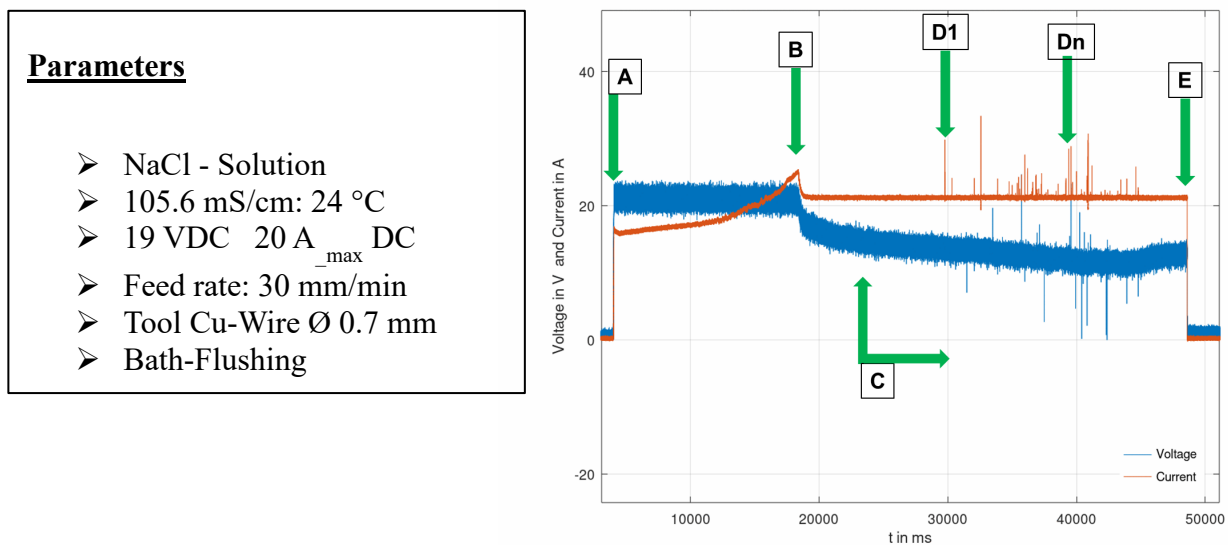 Parameters
➢ NaCl - Solution
➢ 105.6 mS/cm: 24 °C
➢ 19 VDC 20 A _max DC
➢ Feed rate: 30 mm/min
➢ Tool Cu-Wire Ø 0.7 mm
➢ Bath-Flushing
A
B
D1
Dn
E
C
Voltage in V and Current in A
40
20
0
-20
Voltage
Current
10000 20000 30000 40000 50000
t in ms